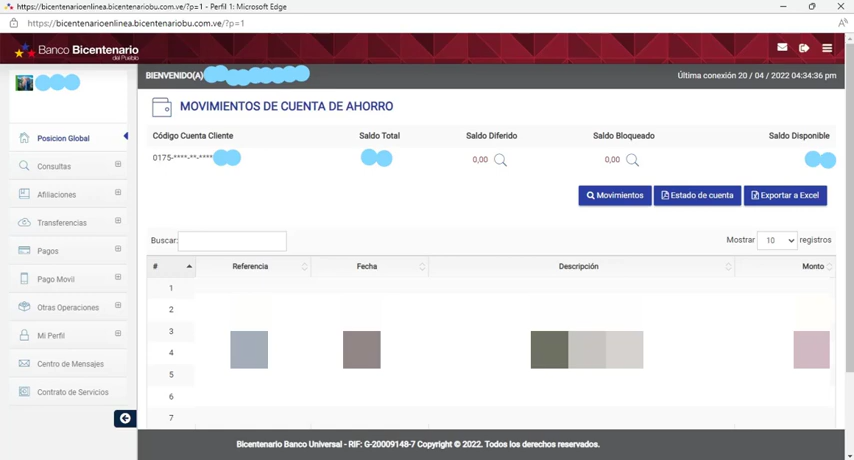 https://bicentenarioenlinea.bicentenariobu.com.ve/?p=1 - Perfil 1: Microsoft Edge
https://bicentenarioenlinea.bicentenariobu.com.ve/?p=1
Banco Bicentenario
del Pueblo
BIENVENIDO(A)
Última conexión 20 / 04 / 2022 04:34:36 pm
MOVIMIENTOS DE CUENTA DE AHORRO
Posicion Global
Consultas
Afiliaciones
Transferencias
Pagos
Pago Movil
Otras Operaciones
Mi Perfil
Centro de Mensajes
Contrato de Servicios
Código Cuenta Cliente Saldo Total Saldo Diferido Saldo Bloqueado Saldo Disponible
0175-****-**-**** 0,00 0,00
Movimientos Estado de cuenta Exportar a Excel
Buscar: Mostrar 10 registros
# Referencia Fecha Descripción Monto
1
2
3
4
5
6
7
Bicentenario Banco Universal - RIF: G-20009148-7 Copyright © 2022. Todos los derechos reservados.